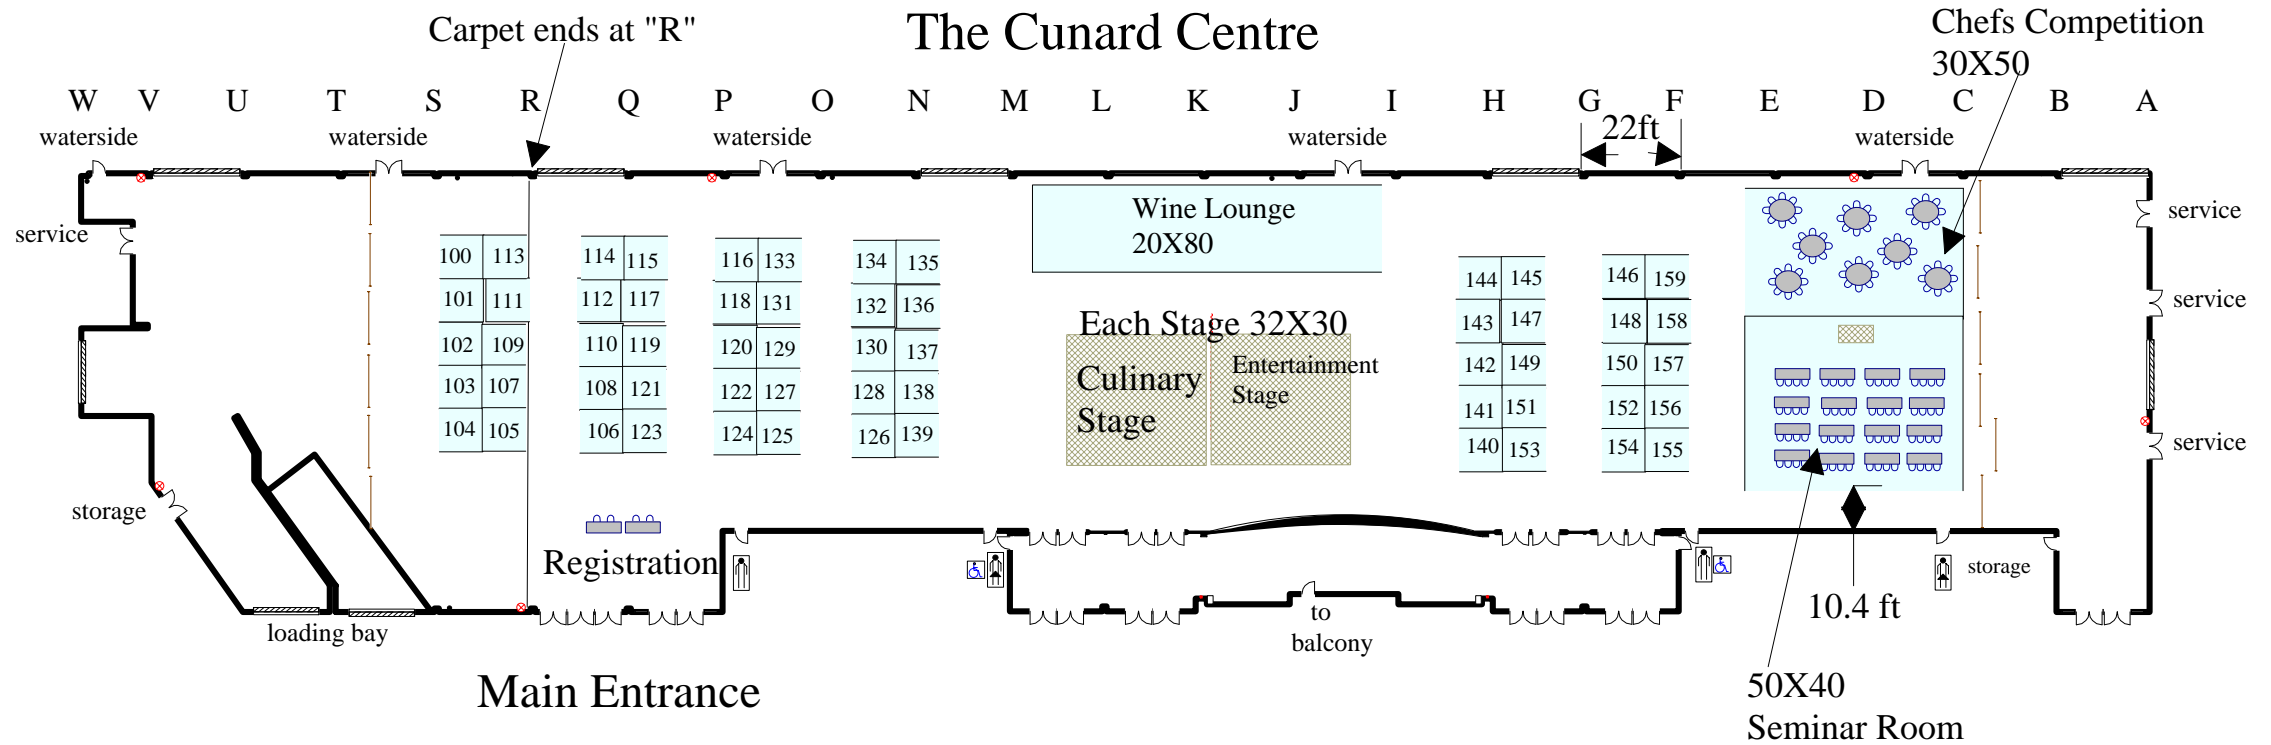 The Cunard Centre
Carpet ends at "R"
Chefs Competition
30X50
W V U T S R Q P O N M L K J I H G F E D C B A
waterside waterside waterside waterside waterside
22ft
service
service
service
service
Wine Lounge
20X80
100 113
101 111
102 109
103 107
104 105
114 115
112 117
110 119
108 121
106 123
116 133
118 131
120 129
122 127
124 125
134 135
132 136
130 137
128 138
126 139
Each Stage 32X30
Culinary
Stage
Entertainment
Stage
144 145
143 147
142 149
141 151
140 153
146 159
148 158
150 157
152 156
154 155
storage
Registration
storage
loading bay
to
balcony
10.4 ft
Main Entrance
50X40
Seminar Room